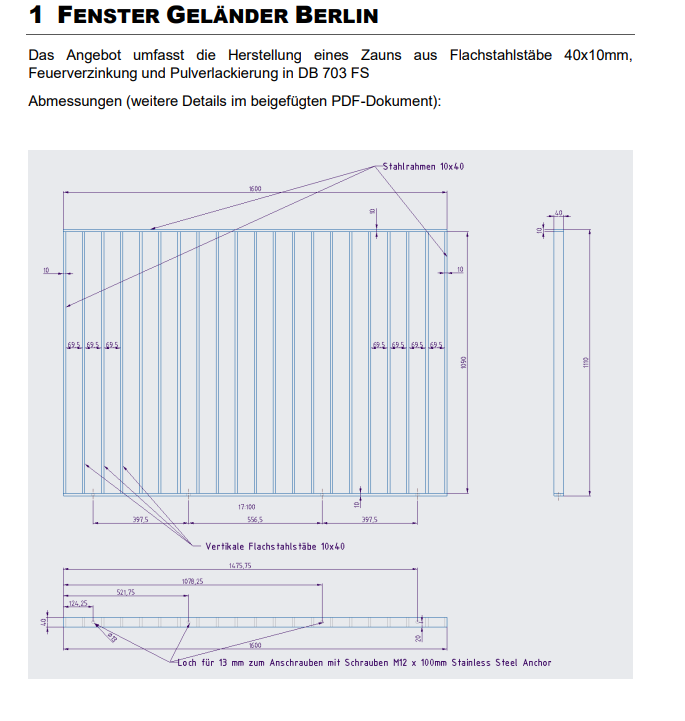 1 FENSTER GELÄNDER BERLIN
Das Angebot umfasst die Herstellung eines Zauns aus Flachstahlstäbe 40x10mm,
Feuerverzinkung und Pulverlackierung in DB 703 FS
Abmessungen (weitere Details im beigefügten PDF-Dokument):
Stahlrahmen 10x40
1600
10
40
10
10
10
69.5 69.5 69.5
69.5 69.5 69.5 69.5
1090
1110
17:100
10
397,5
556,5
397,5
Vertikale Flachstahlstäbe 10x40
1475,75
1078,25
521,75
124,25
40
20
1600
Loch für 13 mm zum Anschrauben mit Schrauben M12 x 100mm Stainless Steel Anchor